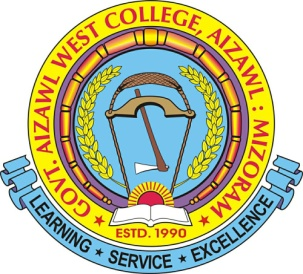 GOVT. AIZAWL WEST COLLEGE, AIZAWL : MIZORAM
ESTD. 1990
LEARNING * SERVICE * EXCELLENCE